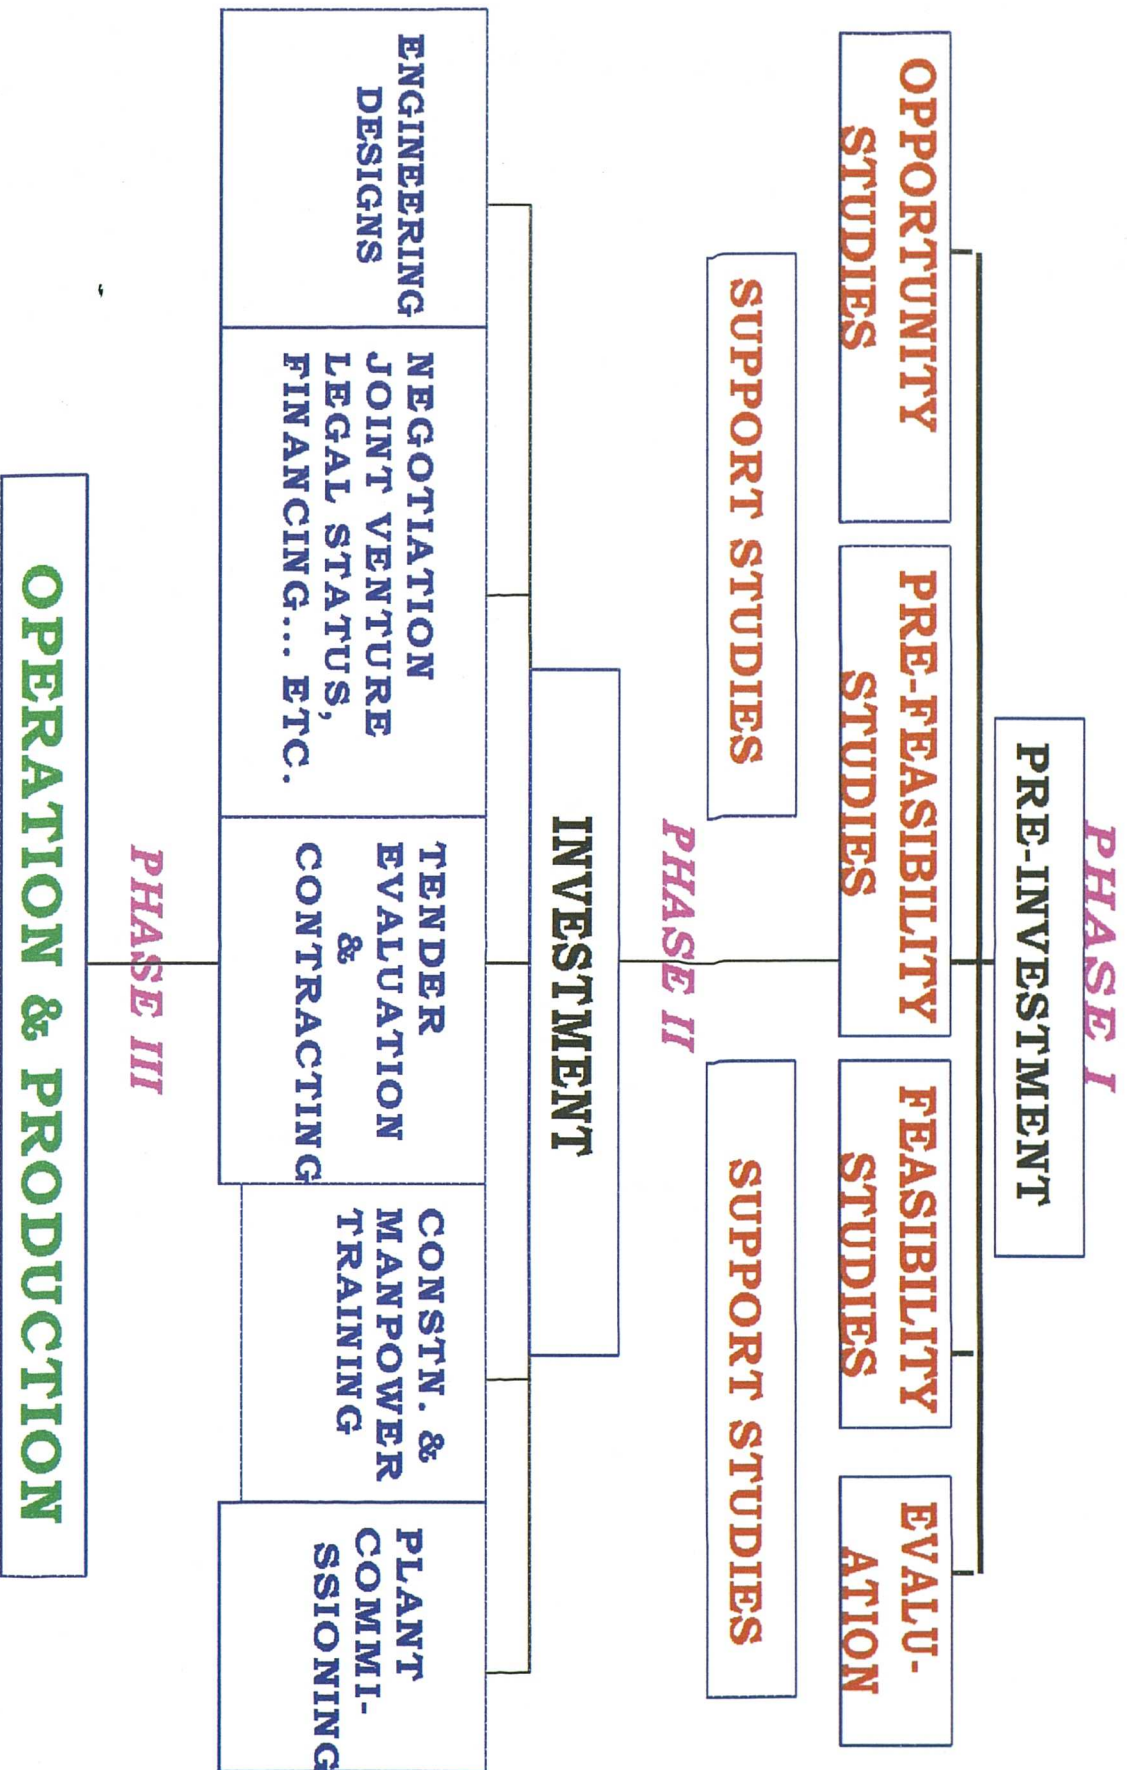 PHASE I
PRE-INVESTMENT
OPPORTUNITY
STUDIES
PRE-FEASIBILITY
STUDIES
FEASIBILITY
STUDIES
EVALU-
ATION
SUPPORT STUDIES
SUPPORT STUDIES
PHASE II
INVESTMENT
ENGINEERING
DESIGNS
NEGOTIATION
JOINT VENTURE
LEGAL STATUS,
FINANCING... ETC.
TENDER
EVALUATION
&
CONTRACTING
CONSTN. &
MANPOWER
TRAINING
PLANT
COMMI-
SSIONING
PHASE III
OPERATION & PRODUCTION